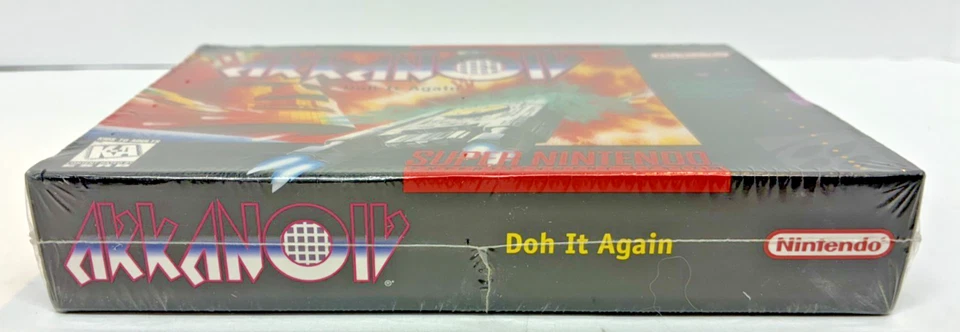 ARKANOID
Doh It Again
K-A
SUPER NINTENDO
ARKANOID
®
Doh It Again
Nintendo®